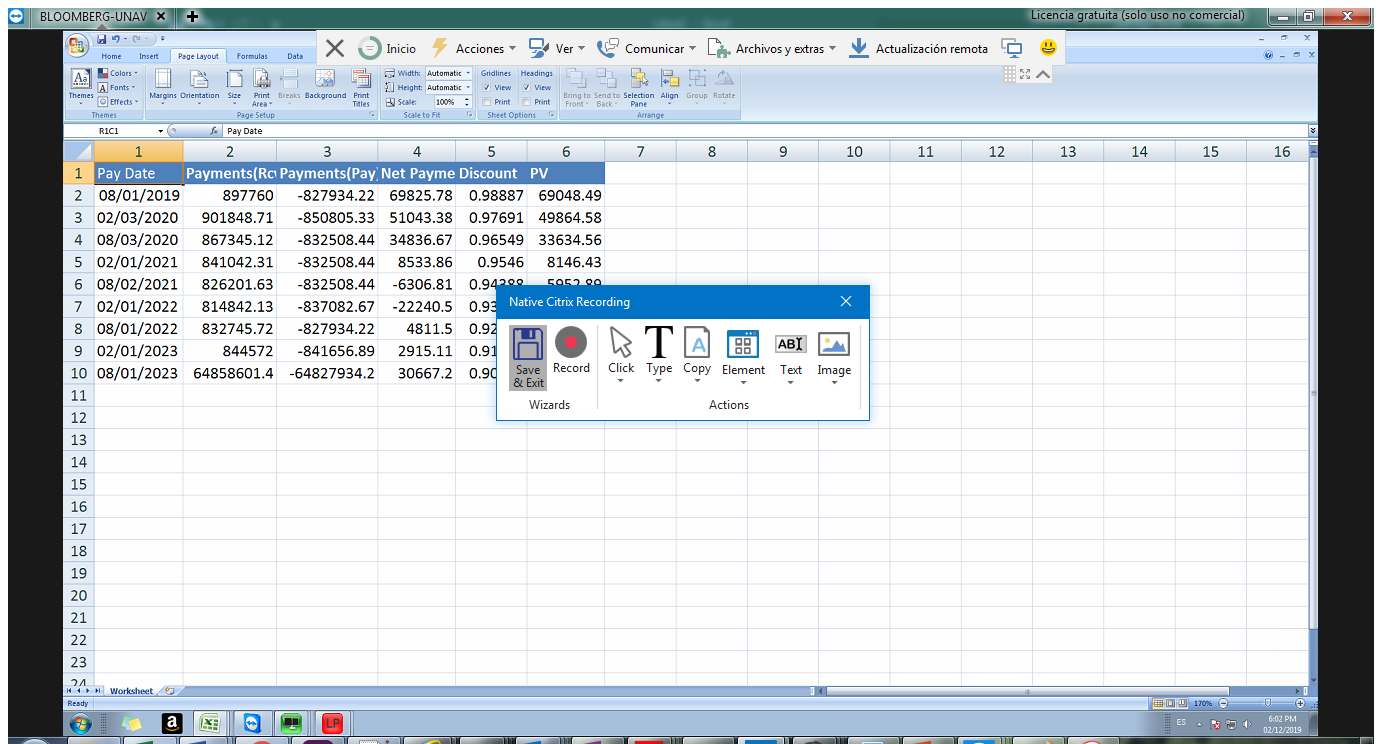 BLOOMBERG-UNAV
Licencia gratuita (solo uso no comercial)
Inicio Acciones Ver Comunicar Archivos y extras Actualización remota
Home Insert Page Layout Formulas Data
Themes Colors Fonts Effects Margins Orientation Size Print Area Breaks Background Print Titles Width: Automatic Height: Automatic Scale: 100% Gridlines View Print Headings View Print Bring to Front Send to Back Selection Pane Align Group Rotate
Themes Page Setup Scale to Fit Sheet Options Arrange
R1C1 fx Pay Date
1 2 3 4 5 6 7 8 9 10 11 12 13 14 15 16
1 Pay Date Payments(Rcv Payments(Pay) Net Payme Discount PV
2 08/01/2019 897760 -827934.22 69825.78 0.98887 69048.49
3 02/03/2020 901848.71 -850805.33 51043.38 0.97691 49864.58
4 08/03/2020 867345.12 -832508.44 34836.67 0.96549 33634.56
5 02/01/2021 841042.31 -832508.44 8533.86 0.9546 8146.43
6 08/02/2021 826201.63 -832508.44 -6306.81 0.94388 5952.89
7 02/01/2022 814842.13 -837082.67 -22240.5 0.93
8 08/01/2022 832745.72 -827934.22 4811.5 0.92
9 02/01/2023 844572 -841656.89 2915.11 0.91
10 08/01/2023 64858601.4 -64827934.2 30667.2 0.90
11
12
13
14
15
16
17
18
19
20
21
22
23
24
Native Citrix Recording
Save & Exit Record Click Type Copy Element Text Image
Wizards Actions
Worksheet
Ready 170%
a LP ES 6:02 PM
02/12/2019